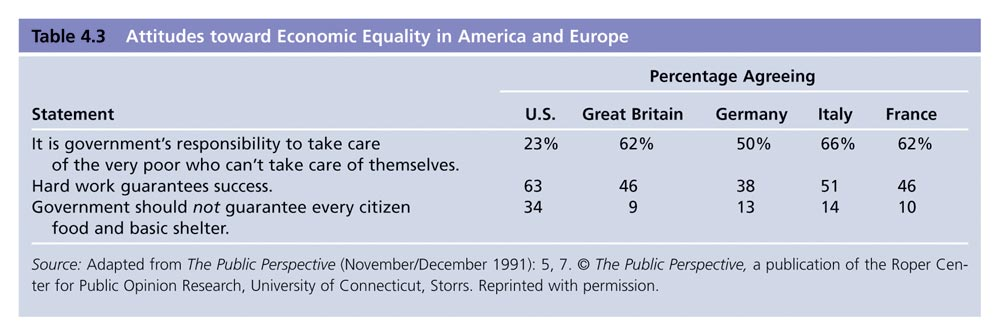 Table 4.3 Attitudes toward Economic Equality in America and Europe
Percentage Agreeing
Statement U.S. Great Britain Germany Italy France
It is government's responsibility to take care 23% 62% 50% 66% 62%
of the very poor who can't take care of themselves.
Hard work guarantees success. 63 46 38 51 46
Government should not guarantee every citizen 34 9 13 14 10
food and basic shelter.
Source: Adapted from The Public Perspective (November/December 1991): 5, 7. © The Public Perspective, a publication of the Roper Cen-
ter for Public Opinion Research, University of Connecticut, Storrs. Reprinted with permission.